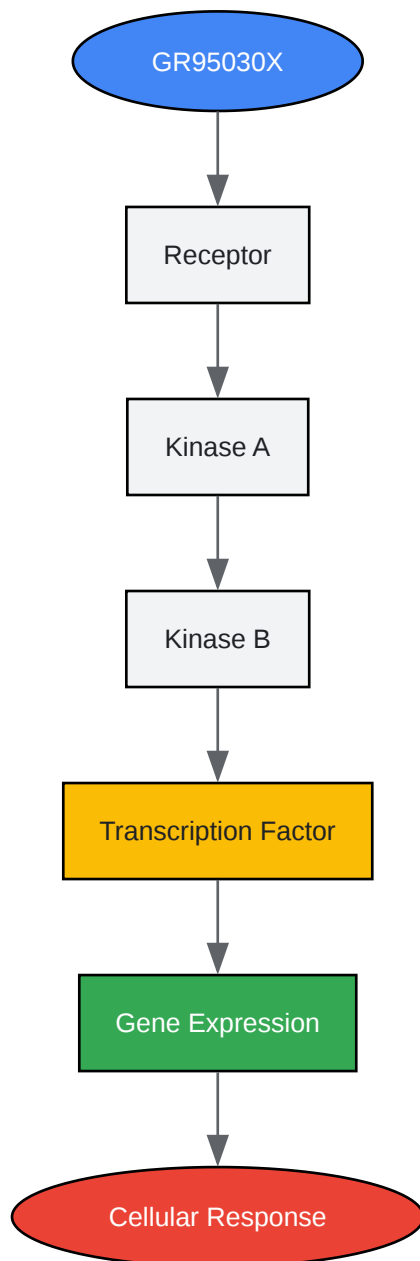 GR95030X
Receptor
Kinase A
Kinase B
Transcription Factor
Gene Expression
Cellular Response